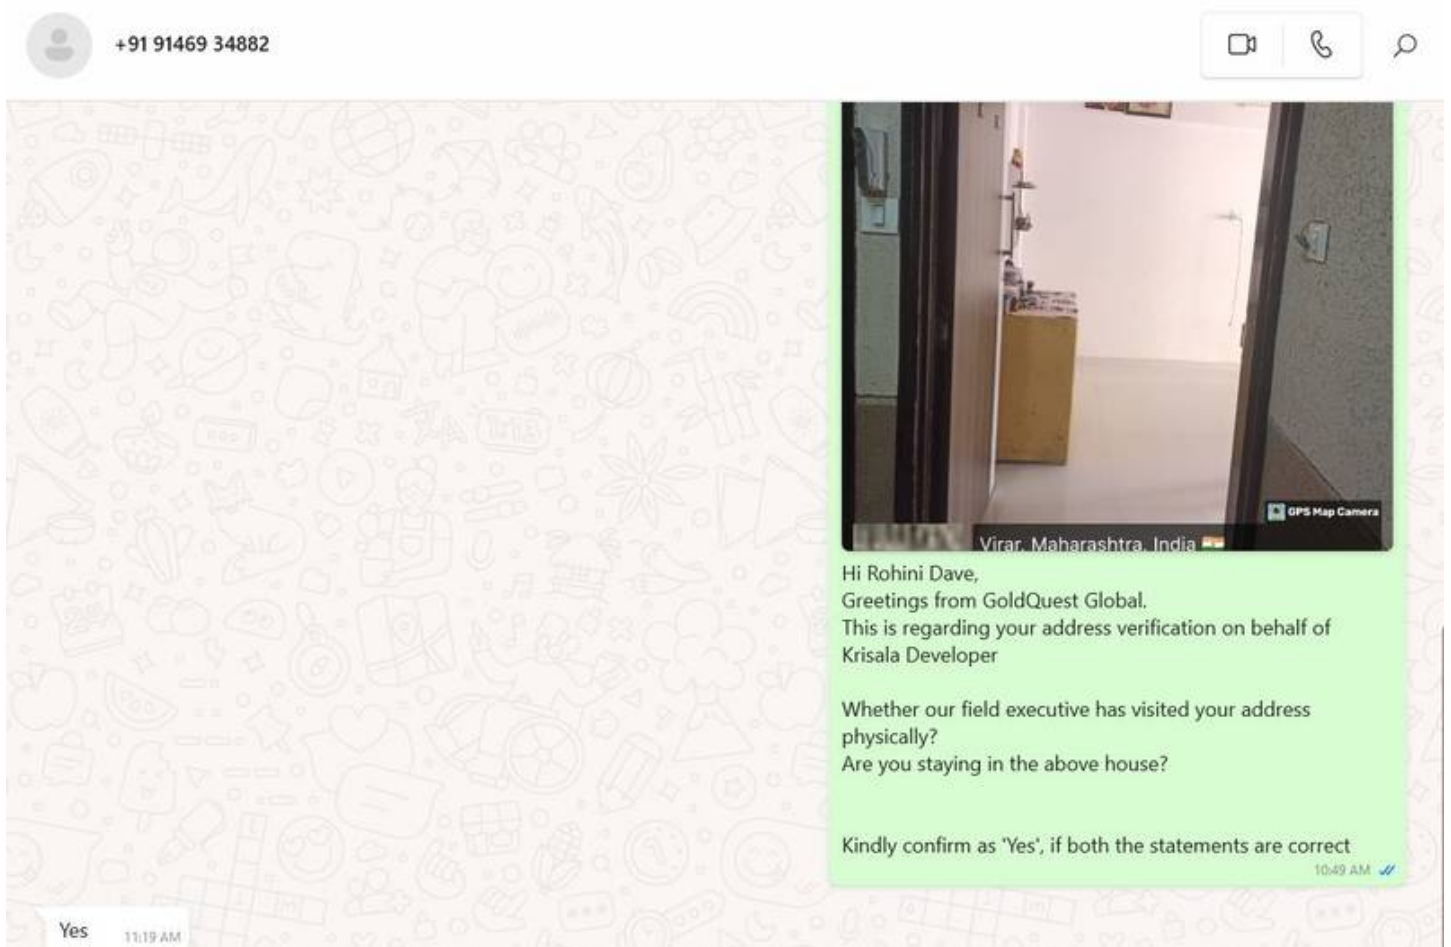 +91 91469 34882
GPS Map Camera
Virar, Maharashtra, India
Hi Rohini Dave,
Greetings from GoldQuest Global.
This is regarding your address verification on behalf of
Krisala Developer
Whether our field executive has visited your address
physically?
Are you staying in the above house?
Kindly confirm as 'Yes', if both the statements are correct
10:49 AM
Yes
11:19 AM